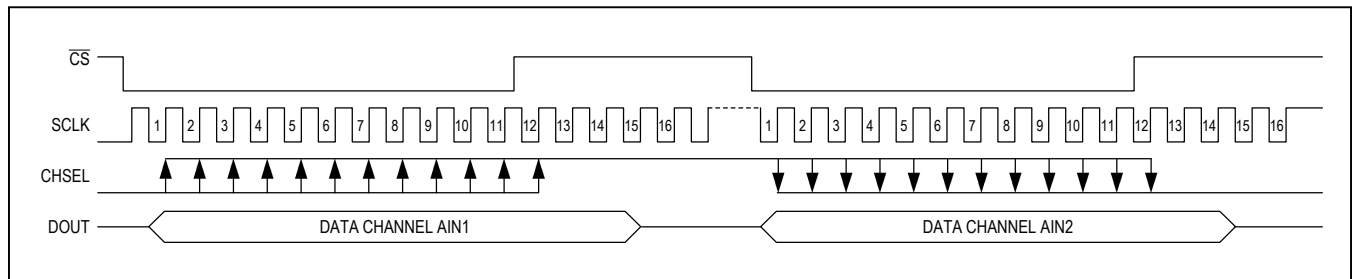 CS
SCLK 1 2 3 4 5 6 7 8 9 10 11 12 13 14 15 16 1 2 3 4 5 6 7 8 9 10 11 12 13 14 15 16
CHSEL
DOUT DATA CHANNEL AIN1 DATA CHANNEL AIN2